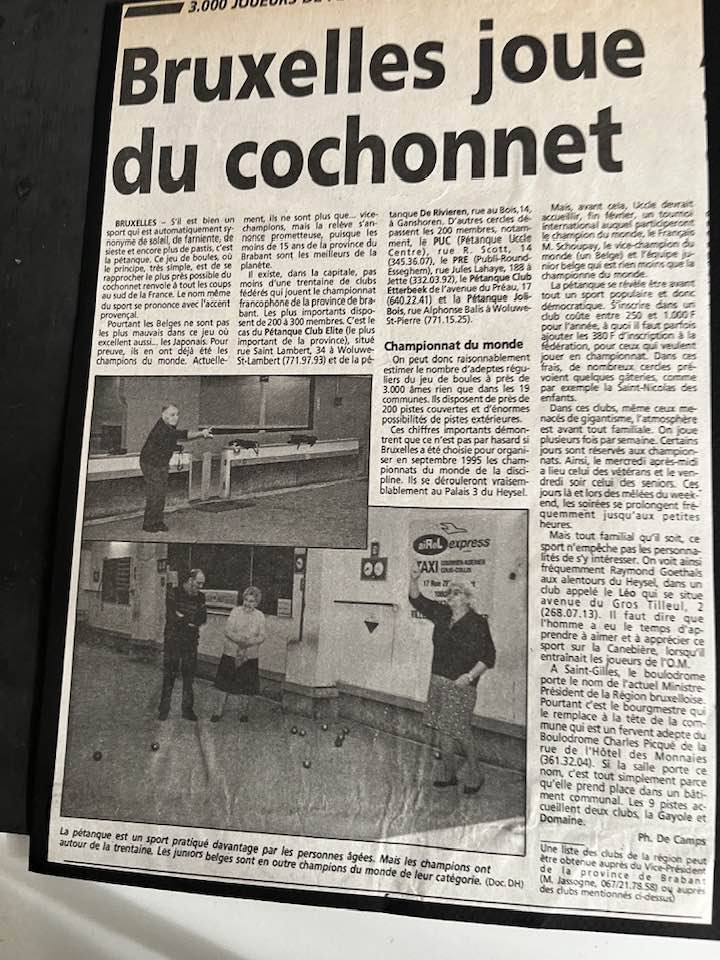 3.000 JOUEURS DE
Bruxelles joue
du cochonnet
BRUXELLES – S'il est bien un
sport qui est automatiquement sy-
nonyme de soleil, de farniente, de
sieste et encore plus de pastis, c'est
la pétanque. Ce jeu de boules, où
le principe, très simple, est de se
rapprocher le plus près possible du
cochonnet renvoie à tout les coups
au sud de la France. Le nom même
du sport se prononce avec l'accent
provençal.
Pourtant les Belges ne sont pas
les plus mauvais dans ce jeu où
excellent aussi... les Japonais. Pour
preuve, ils en ont déjà été les
champions du monde. Actuelle-
ment, ils ne sont plus que... vice-
champions, mais la relève s'an-
nonce prometteuse, puisque les
moins de 15 ans de la province du
Brabant sont les meilleurs de la
planète.
Il existe, dans la capitale, pas
moins d'une trentaine de clubs
fédérés qui jouent le championnat
francophone de la province de bra-
bant. Les plus importants dispo-
sent de 200 à 300 membres. C'est le
cas du Pétanque Club Elite (le plus
important de la province), situé
rue Saint Lambert, 34 à Woluwe-
St-Lambert (771.97.93) et de la pé-
tanque De Rivieren, rue au Bois,14,
à Ganshoren. D'autres cercles dé-
passent les 200 membres, notam-
ment, le PUC (Pétanque Uccle
Centre), rue R. Scott, 14
(345.36.07), le PRE (Publi-Round-
Esseghem), rue Jules Lahaye, 188 à
Jette (332.03.92), le Pétanque Club
Etterbeek de l'avenue du Préau, 17
(640.22.41) et la Pétanque Joli-
Bois, rue Alphonse Balis à Woluwe-
St-Pierre (771.15.25).
Championnat du monde
On peut donc raisonnablement
estimer le nombre d'adeptes régu-
liers du jeu de boules à près de
3.000 âmes rien que dans les 19
communes. Ils disposent de près de
200 pistes couvertes et d'énormes
possibilités de pistes extérieures.
Ces chiffres importants démon-
trent que ce n'est pas par hasard si
Bruxelles a été choisie pour organi-
ser en septembre 1995 les cham-
pionnats du monde de la disci-
pline. Ils se dérouleront vraisem-
blablement au Palais 3 du Heysel.
Mais, avant cela, Uccle devrait
accueillir, fin février, un tournoi
international auquel participeront
le champion du monde, le Français
M. Schoupay, le vice-champion du
monde (un Belge) et l'équipe ju-
nior belge qui est rien moins que la
championne du monde.
La pétanque se révèle être avant
tout un sport populaire et donc
démocratique. S'inscrire dans un
club coûte entre 250 et 1.000 F
pour l'année, à quoi il faut parfois
ajouter les 380 F d'inscription à la
fédération, pour ceux qui veulent
jouer en championnat. Dans ces
frais, de nombreux cercles pré-
voient quelques gâteries, comme
par exemple la Saint-Nicolas des
enfants.
Dans ces clubs, même ceux me-
nacés de gigantisme, l'atmosphère
est avant tout familiale. On joue
plusieurs fois par semaine. Certains
jours sont réservés aux champion-
nats. Ainsi, le mercredi après-midi
a lieu celui des vétérans et le ven-
dredi soir celui des seniors. Ces
jours là et lors des mêlées du week-
end, les soirées se prolongent fré-
quemment jusqu'aux petites
heures.
Mais tout familial qu'il soit, ce
sport n'empêche pas les personna-
lités de s'y intéresser. On voit ainsi
fréquemment Raymond Goethals
aux alentours du Heysel, dans un
club appelé le Léo qui se situe
avenue du Gros Tilleul, 2
(268.07.13). Il faut dire que
l'homme a eu le temps d'ap-
prendre à aimer et à apprécier ce
sport sur la Canebière, lorsqu'il
entraînait les joueurs de l'O.M.
A Saint-Gilles, le boulodrome
porte le nom de l'actuel Ministre-
Président de la Région bruxelloise.
Pourtant c'est le bourgmestre qui
le remplace à la tête de la com-
mune qui est un fervent adepte du
Boulodrome Charles Picqué de la
rue de l'Hôtel des Monnaies
(361.32.04). Si la salle porte ce
nom, c'est tout simplement parce
qu'elle prend place dans un bâti-
ment communal. Les 9 pistes ac-
cueillent deux clubs, la Gayole et
Domaine.
Ph. De Camps
Une liste des clubs de la région peut
être obtenue auprès du Vice-Président
de la province de Brabant
(M. Jassogne, 067/21.78.58) ou auprès
des clubs mentionnés ci-dessus)
aiRel express
TAXI
17 Rue
La pétanque est un sport pratiqué davantage par les personnes âgées. Mais les champions ont
autour de la trentaine. Les juniors belges sont en outre champions du monde de leur catégorie. (Doc. DH)